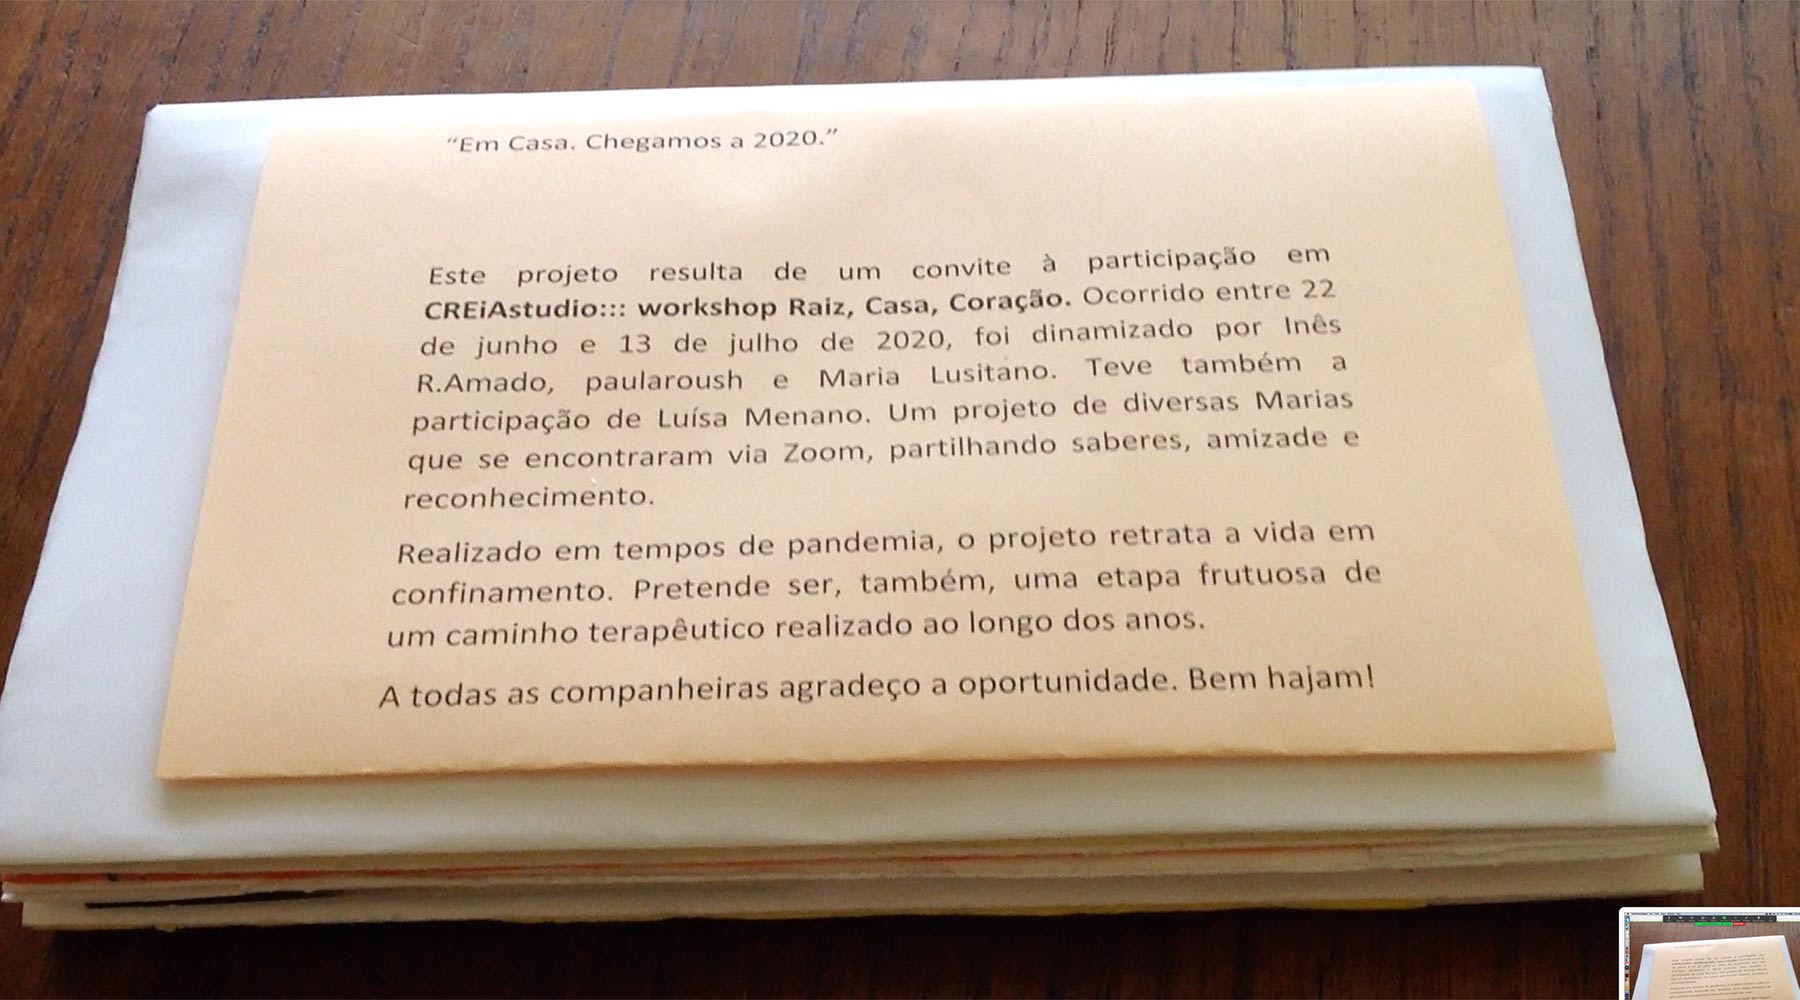 “Em Casa. Chegamos a 2020.”
Este projeto resulta de um convite à participação em
CREiAstudio::: workshop Raiz, Casa, Coração. Ocorrido entre 22
de junho e 13 de julho de 2020, foi dinamizado por Inês
R.Amado, paularoush e Maria Lusitano. Teve também a
participação de Luísa Menano. Um projeto de diversas Marias
que se encontraram via Zoom, partilhando saberes, amizade e
reconhecimento.
Realizado em tempos de pandemia, o projeto retrata a vida em
confinamento. Pretende ser, também, uma etapa frutuosa de
um caminho terapêutico realizado ao longo dos anos.
A todas as companheiras agradeço a oportunidade. Bem hajam!